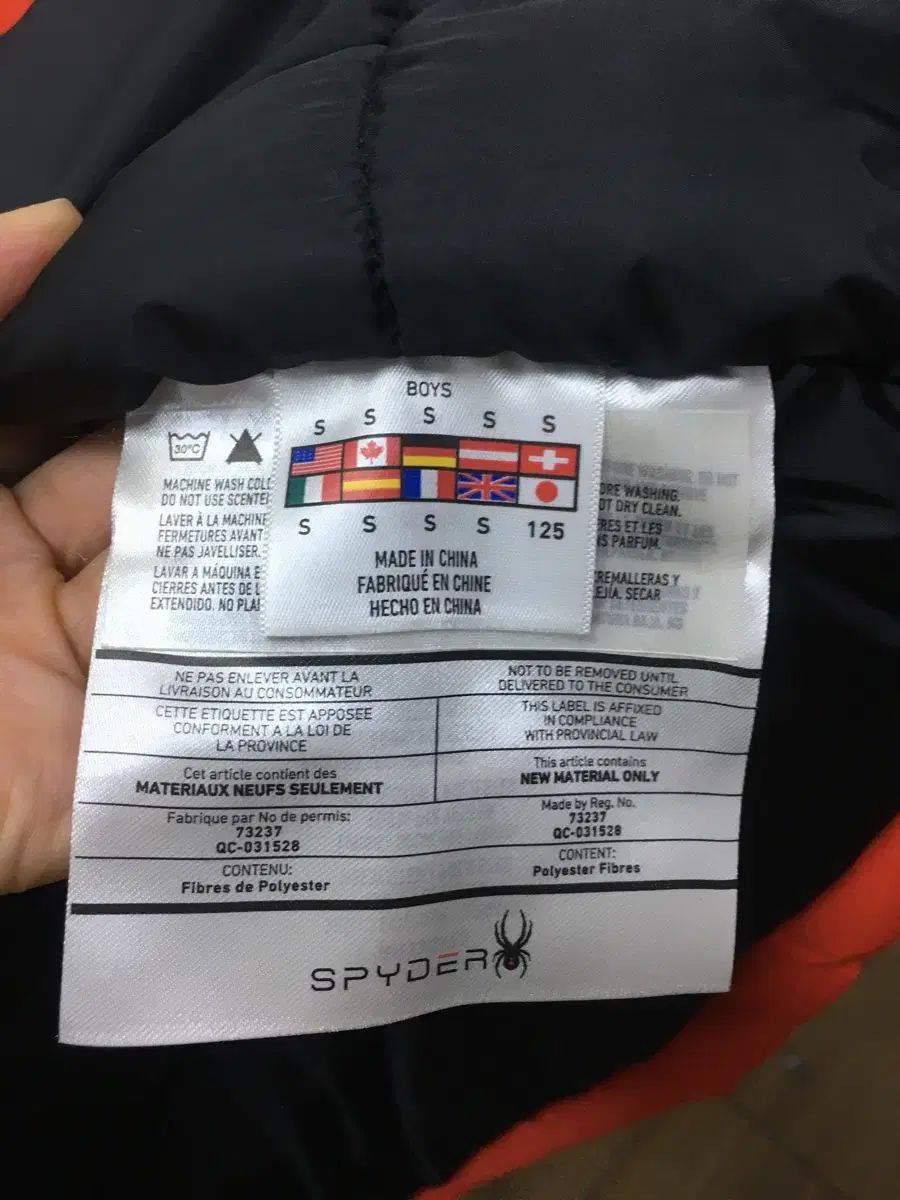 BOYS
S S S S S
S S S S 125
MADE IN CHINA
FABRIQUÉ EN CHINE
HECHO EN CHINA
30°C
MACHINE WASH COLD
DO NOT USE SCENTE
LAVER À LA MACHINE
FERMETURES AVANT
NE PAS JAVELLISER.
LAVAR A MÁQUINA E
CIERRES ANTES DE L
EXTENDIDO. NO PLA
ORE WASHING.
OT DRY CLEAN.
RES ET LES
S PARFUM.
CREMALLERAS Y
EJÍA. SECAR
NE PAS ENLEVER AVANT LA
LIVRAISON AU CONSOMMATEUR
NOT TO BE REMOVED UNTIL
DELIVERED TO THE CONSUMER
CETTE ETIQUETTE EST APPOSEE
CONFORMENT A LA LOI DE
LA PROVINCE
THIS LABEL IS AFFIXED
IN COMPLIANCE
WITH PROVINCIAL LAW
Cet article contient des
MATERIAUX NEUFS SEULEMENT
This article contains
NEW MATERIAL ONLY
Fabrique par No de permis:
73237
QC-031528
Made by Reg. No.
73237
QC-031528
CONTENU:
Fibres de Polyester
CONTENT:
Polyester Fibres
SPYDER